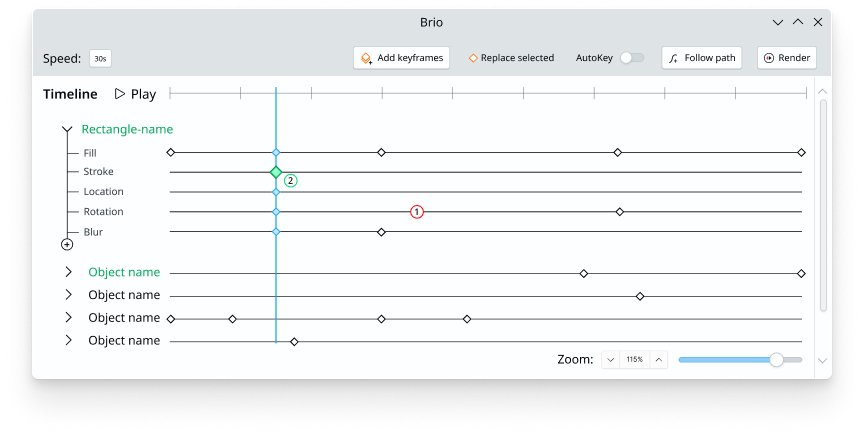 Brio
Speed: 30s Add keyframes Replace selected AutoKey Follow path Render
Timeline Play
Rectangle-name
Fill
Stroke
2
Location
Rotation 1
Blur
Object name
Object name
Object name
Object name
Zoom: 115%